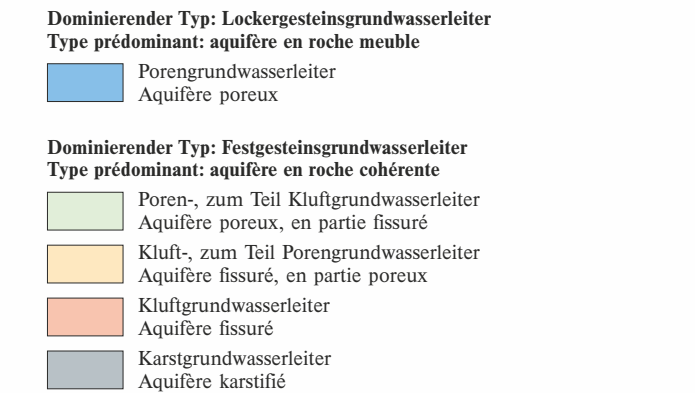 Dominierender Typ: Lockergesteinsgrundwasserleiter
Type prédominant: aquifère en roche meuble
Porengrundwasserleiter
Aquifère poreux
Dominierender Typ: Festgesteinsgrundwasserleiter
Type prédominant: aquifère en roche cohérente
Poren-, zum Teil Kluftgrundwasserleiter
Aquifère poreux, en partie fissuré
Kluft-, zum Teil Porengrundwasserleiter
Aquifère fissuré, en partie poreux
Kluftgrundwasserleiter
Aquifère fissuré
Karstgrundwasserleiter
Aquifère karstifié